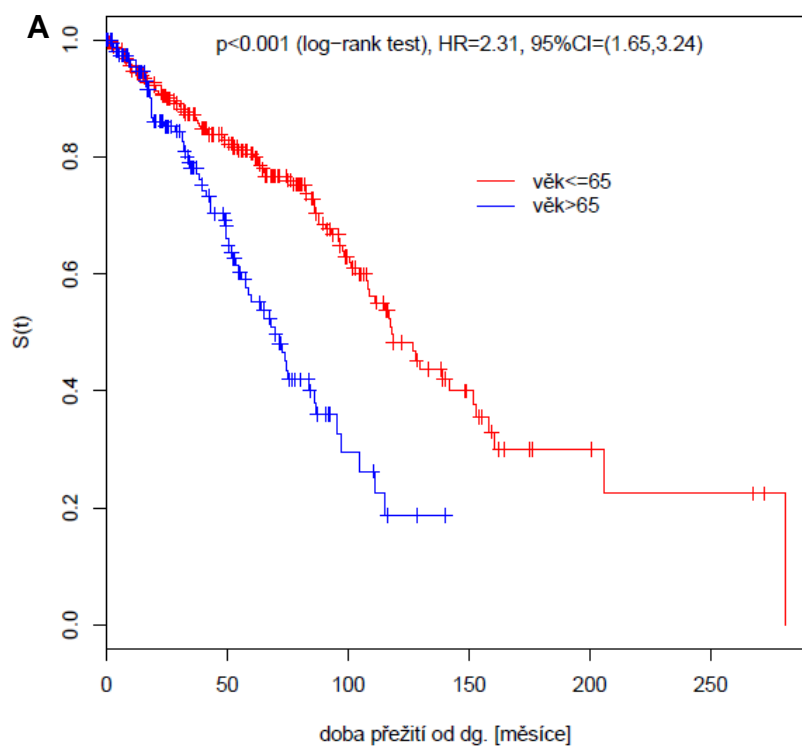 A
p<0.001 (log−rank test), HR=2.31, 95%CI=(1.65,3.24)
věk<=65
věk>65
S(t)
1.0
0.8
0.6
0.4
0.2
0.0
0 50 100 150 200 250
doba přežití od dg. [měsíce]